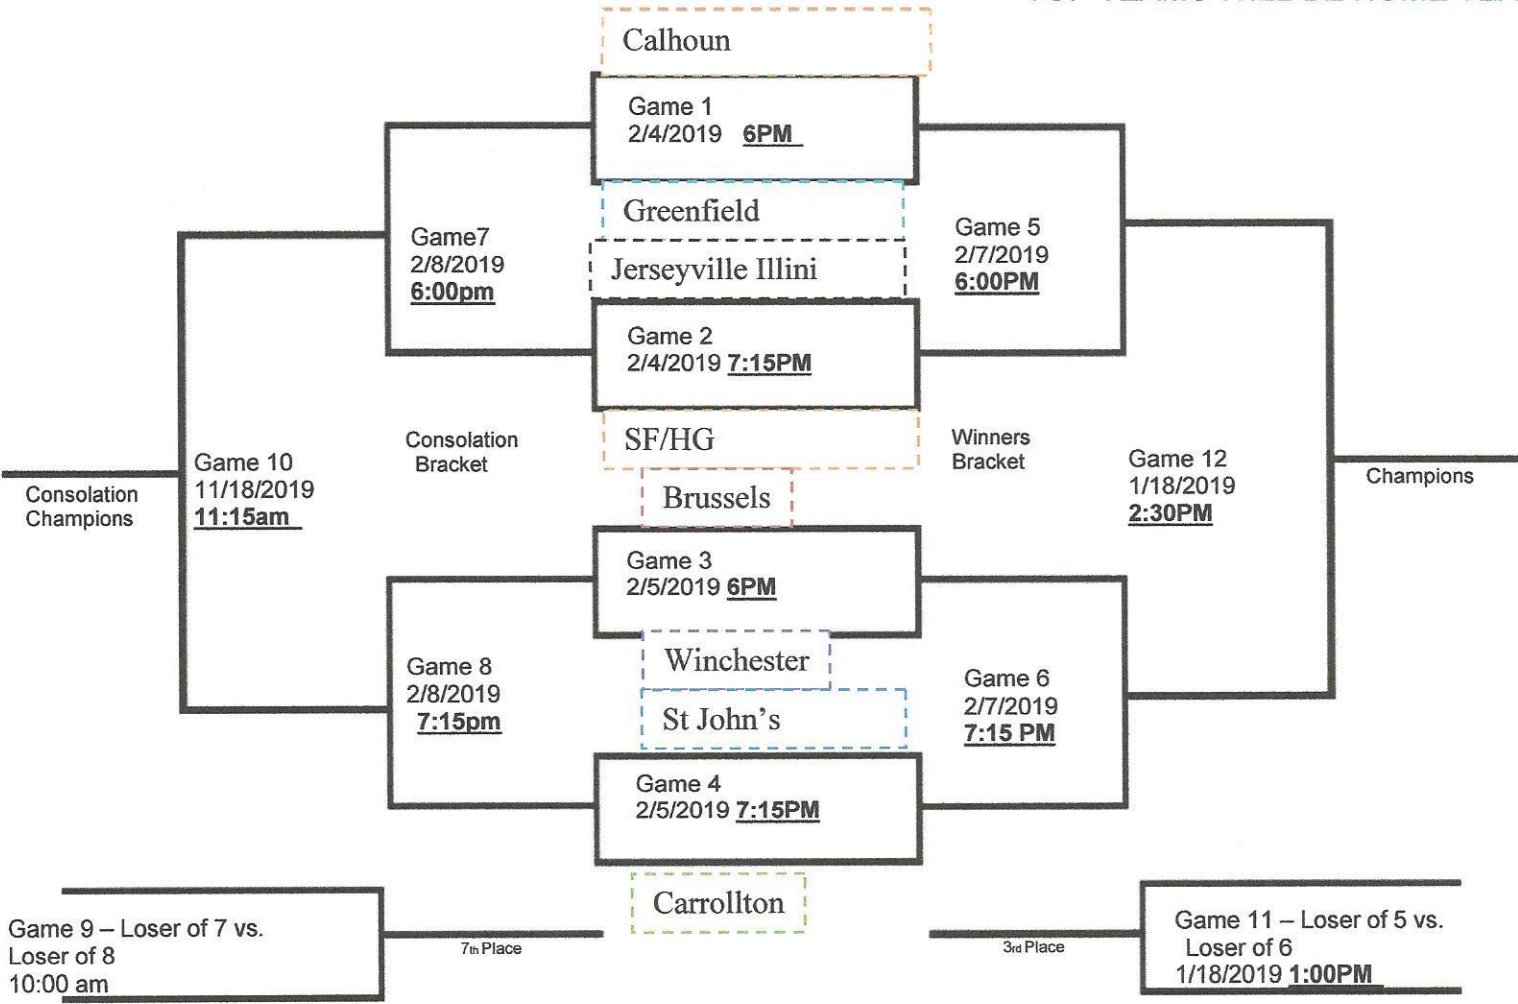 Calhoun
Game 1
2/4/2019 6PM
Greenfield
Jerseyville Illini
Game 2
2/4/2019 7:15PM
SF/HG
Brussels
Game 3
2/5/2019 6PM
Winchester
St John's
Game 4
2/5/2019 7:15PM
Carrollton
Game7
2/8/2019
6:00pm
Game 8
2/8/2019
7:15pm
Consolation
Bracket
Game 10
11/18/2019
11:15am
Consolation
Champions
Game 9 – Loser of 7 vs.
Loser of 8
10:00 am
7th Place
Game 5
2/7/2019
6:00PM
Winners
Bracket
Game 6
2/7/2019
7:15 PM
Game 12
1/18/2019
2:30PM
Champions
3rd Place
Game 11 – Loser of 5 vs.
Loser of 6
1/18/2019 1:00PM